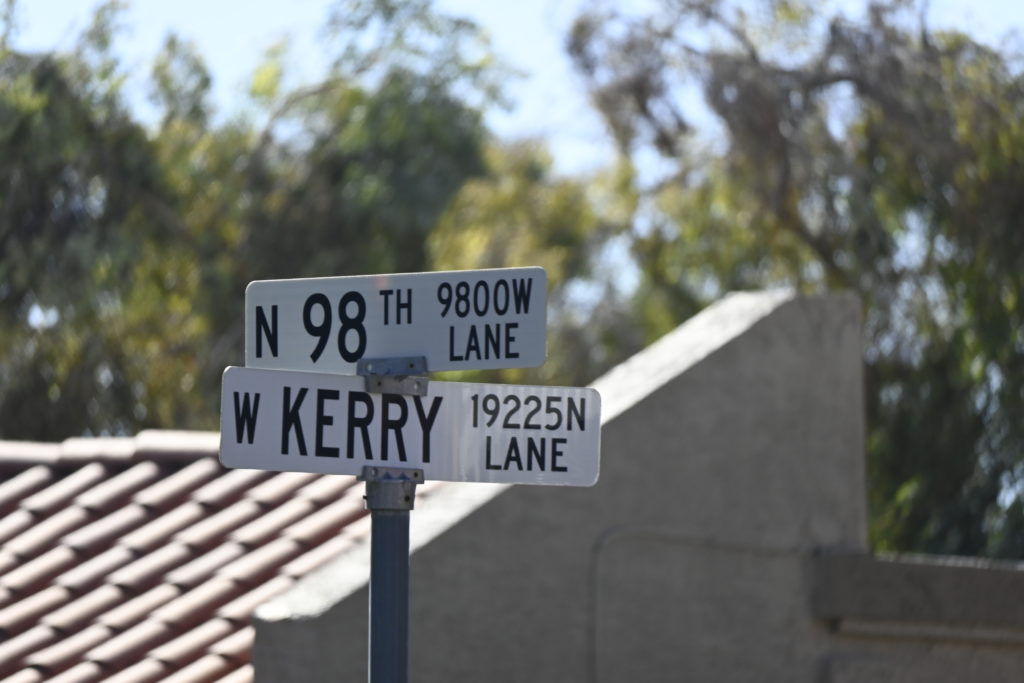 N 98 TH 9800W
LANE
W KERRY 19225N
LANE